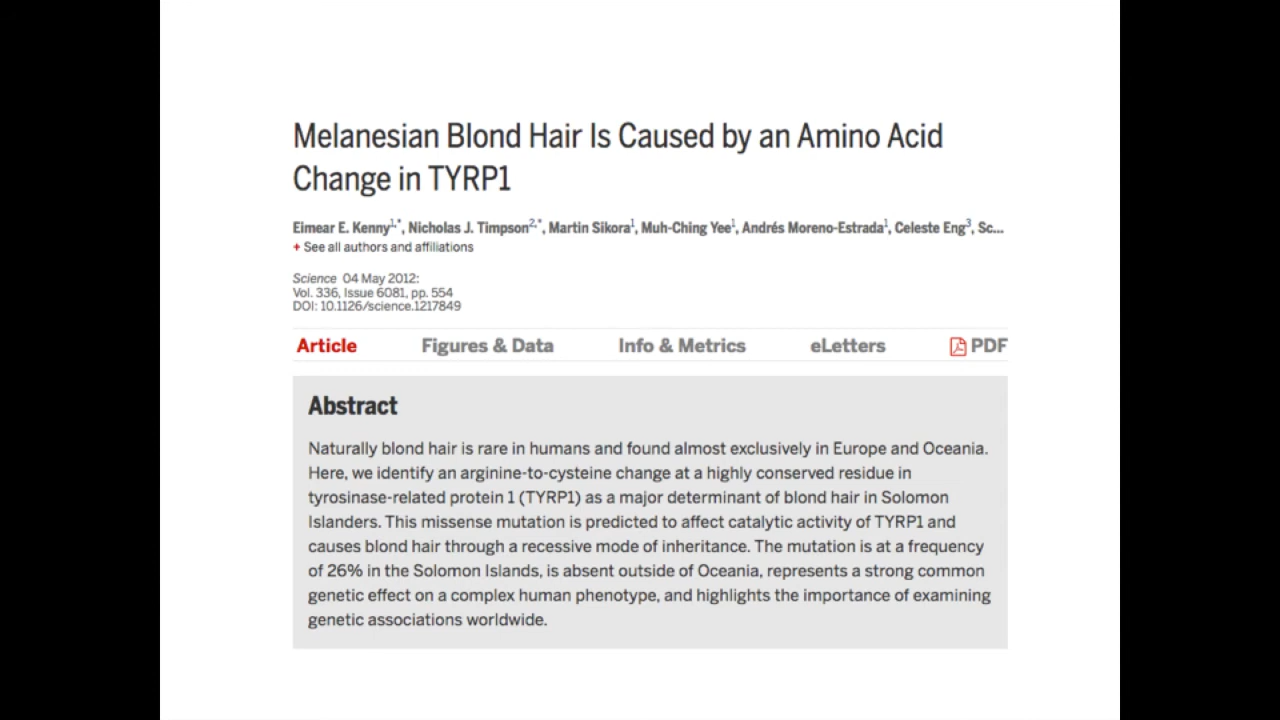 Melanesian Blond Hair Is Caused by an Amino Acid
Change in TYRP1
Eimear E. Kenny1,*, Nicholas J. Timpson2,*, Martin Sikora1, Muh-Ching Yee1, Andrés Moreno-Estrada1, Celeste Eng3, Sc...
+ See all authors and affiliations
Science 04 May 2012:
Vol. 336, Issue 6081, pp. 554
DOI: 10.1126/science.1217849
Article Figures & Data Info & Metrics eLetters PDF
Abstract
Naturally blond hair is rare in humans and found almost exclusively in Europe and Oceania.
Here, we identify an arginine-to-cysteine change at a highly conserved residue in
tyrosinase-related protein 1 (TYRP1) as a major determinant of blond hair in Solomon
Islanders. This missense mutation is predicted to affect catalytic activity of TYRP1 and
causes blond hair through a recessive mode of inheritance. The mutation is at a frequency
of 26% in the Solomon Islands, is absent outside of Oceania, represents a strong common
genetic effect on a complex human phenotype, and highlights the importance of examining
genetic associations worldwide.